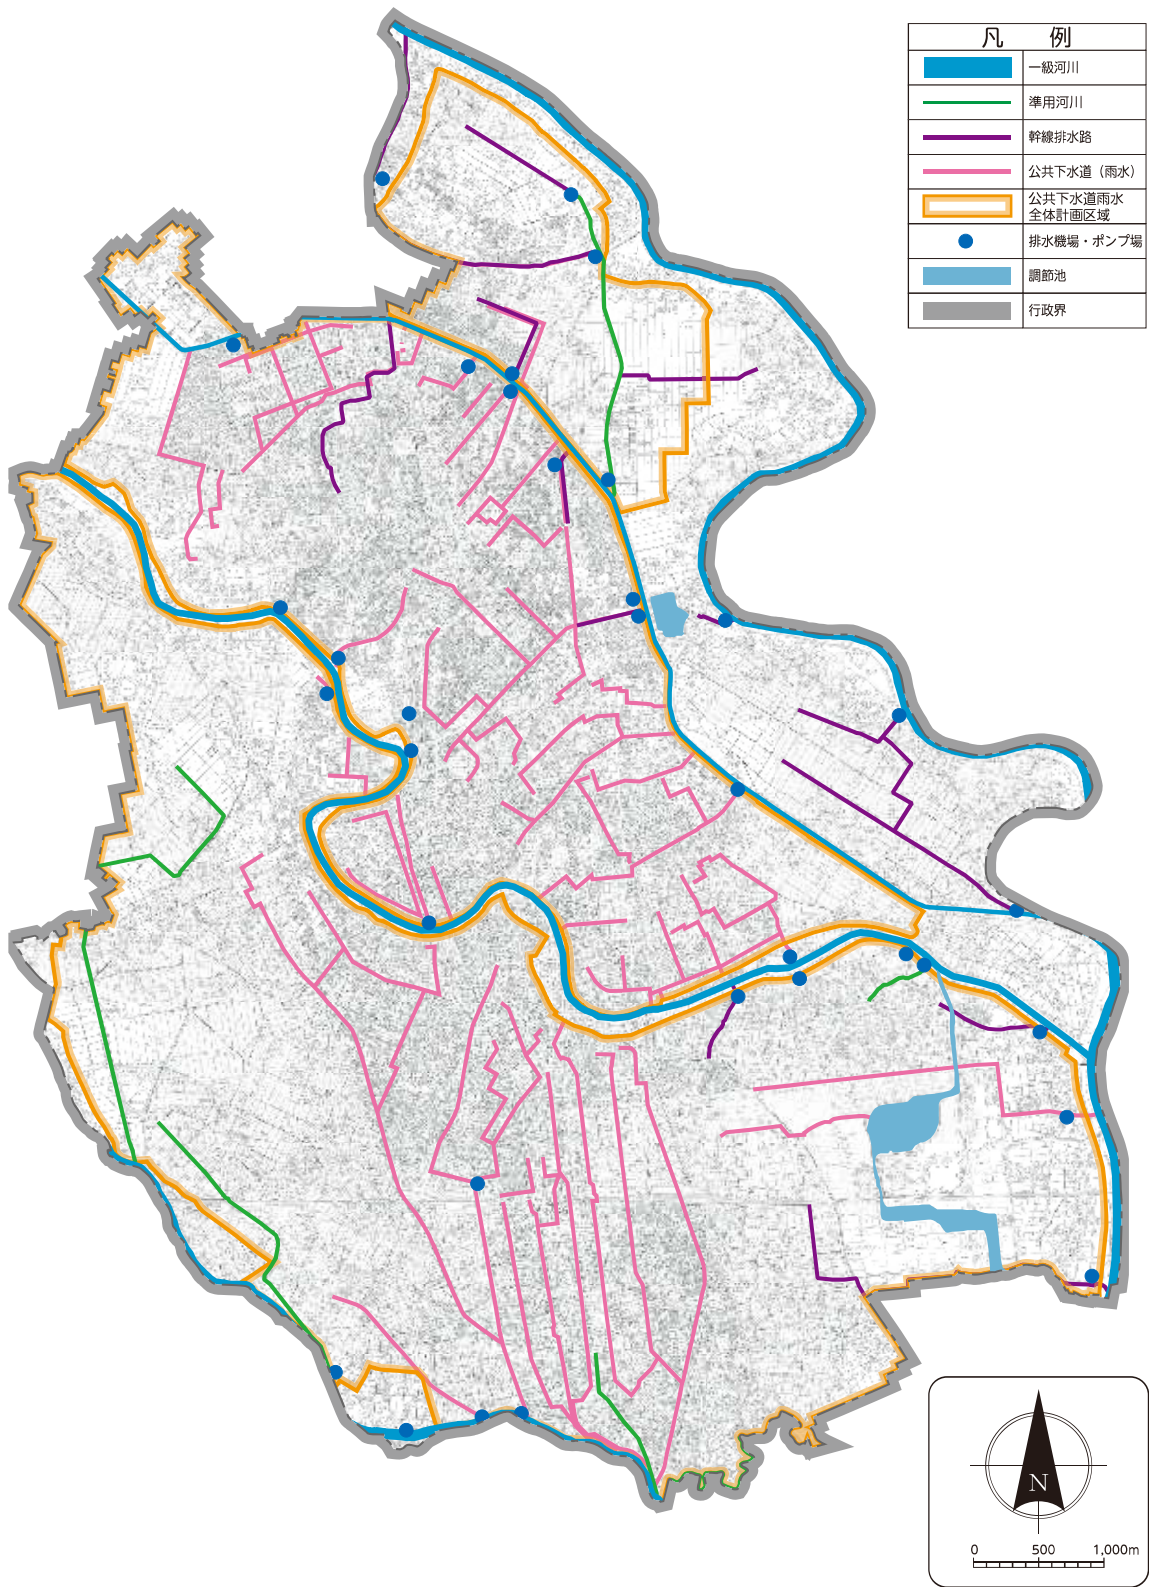 凡 例
一級河川
準用河川
幹線排水路
公共下水道（雨水）
公共下水道雨水
全体計画区域
排水機場・ポンプ場
調節池
行政界
N
0 500 1,000m